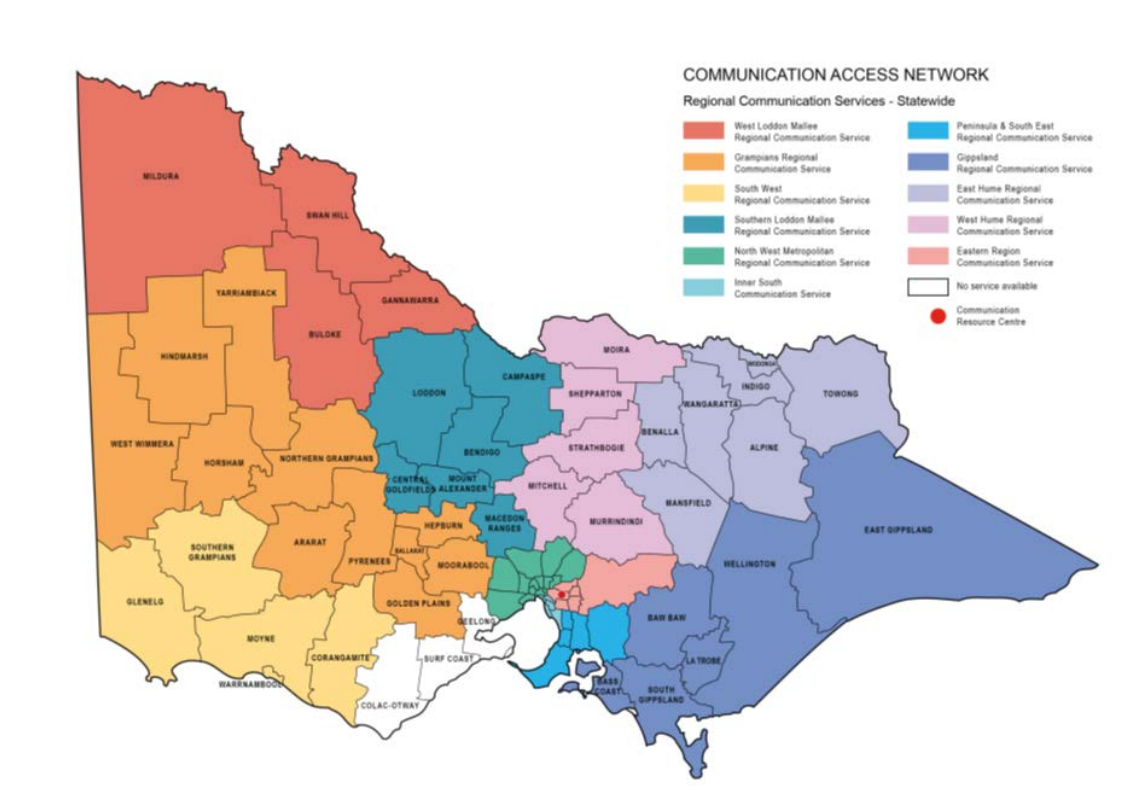 COMMUNICATION ACCESS NETWORK
Regional Communication Services - Statewide
West Loddon Mallee
Regional Communication Service
Grampians Regional
Communication Service
South West
Regional Communication Service
Southern Loddon Mallee
Regional Communication Service
North West Metropolitan
Regional Communication Service
Inner South
Communication Service
Peninsula & South East
Regional Communication Service
Gippsland
Regional Communication Service
East Hume Regional
Communication Service
West Hume Regional
Communication Service
Eastern Region
Communication Service
No service available
Communication
Resource Centre
MILDURA
SWAN HILL
YARRIAMBIACK
GANNAWARRA
BULOKE
HINDMARSH
MOIRA
WODONGA
CAMPASPE
INDIGO
LODDON
SHEPPARTON
WANGARATTA
TOWONG
BENALLA
WEST WIMMERA
STRATHBOGIE
ALPINE
BENDIGO
HORSHAM
NORTHERN GRAMPIANS
CENTRAL
GOLDFIELDS
MOUNT
ALEXANDER
MITCHELL
MANSFIELD
HEPBURN
MACEDON
RANGES
MURRINDINDI
EAST GIPPSLAND
ARARAT
SOUTHERN
GRAMPIANS
BALLARAT
PYRENEES
MOORABOOL
WELLINGTON
GLENELG
GOLDEN PLAINS
GEELONG
BAW BAW
MOYNE
CORANGAMITE
SURF COAST
LA TROBE
WARRNAMBOOL
BASS
COAST
SOUTH
GIPPSLAND
COLAC-OTWAY